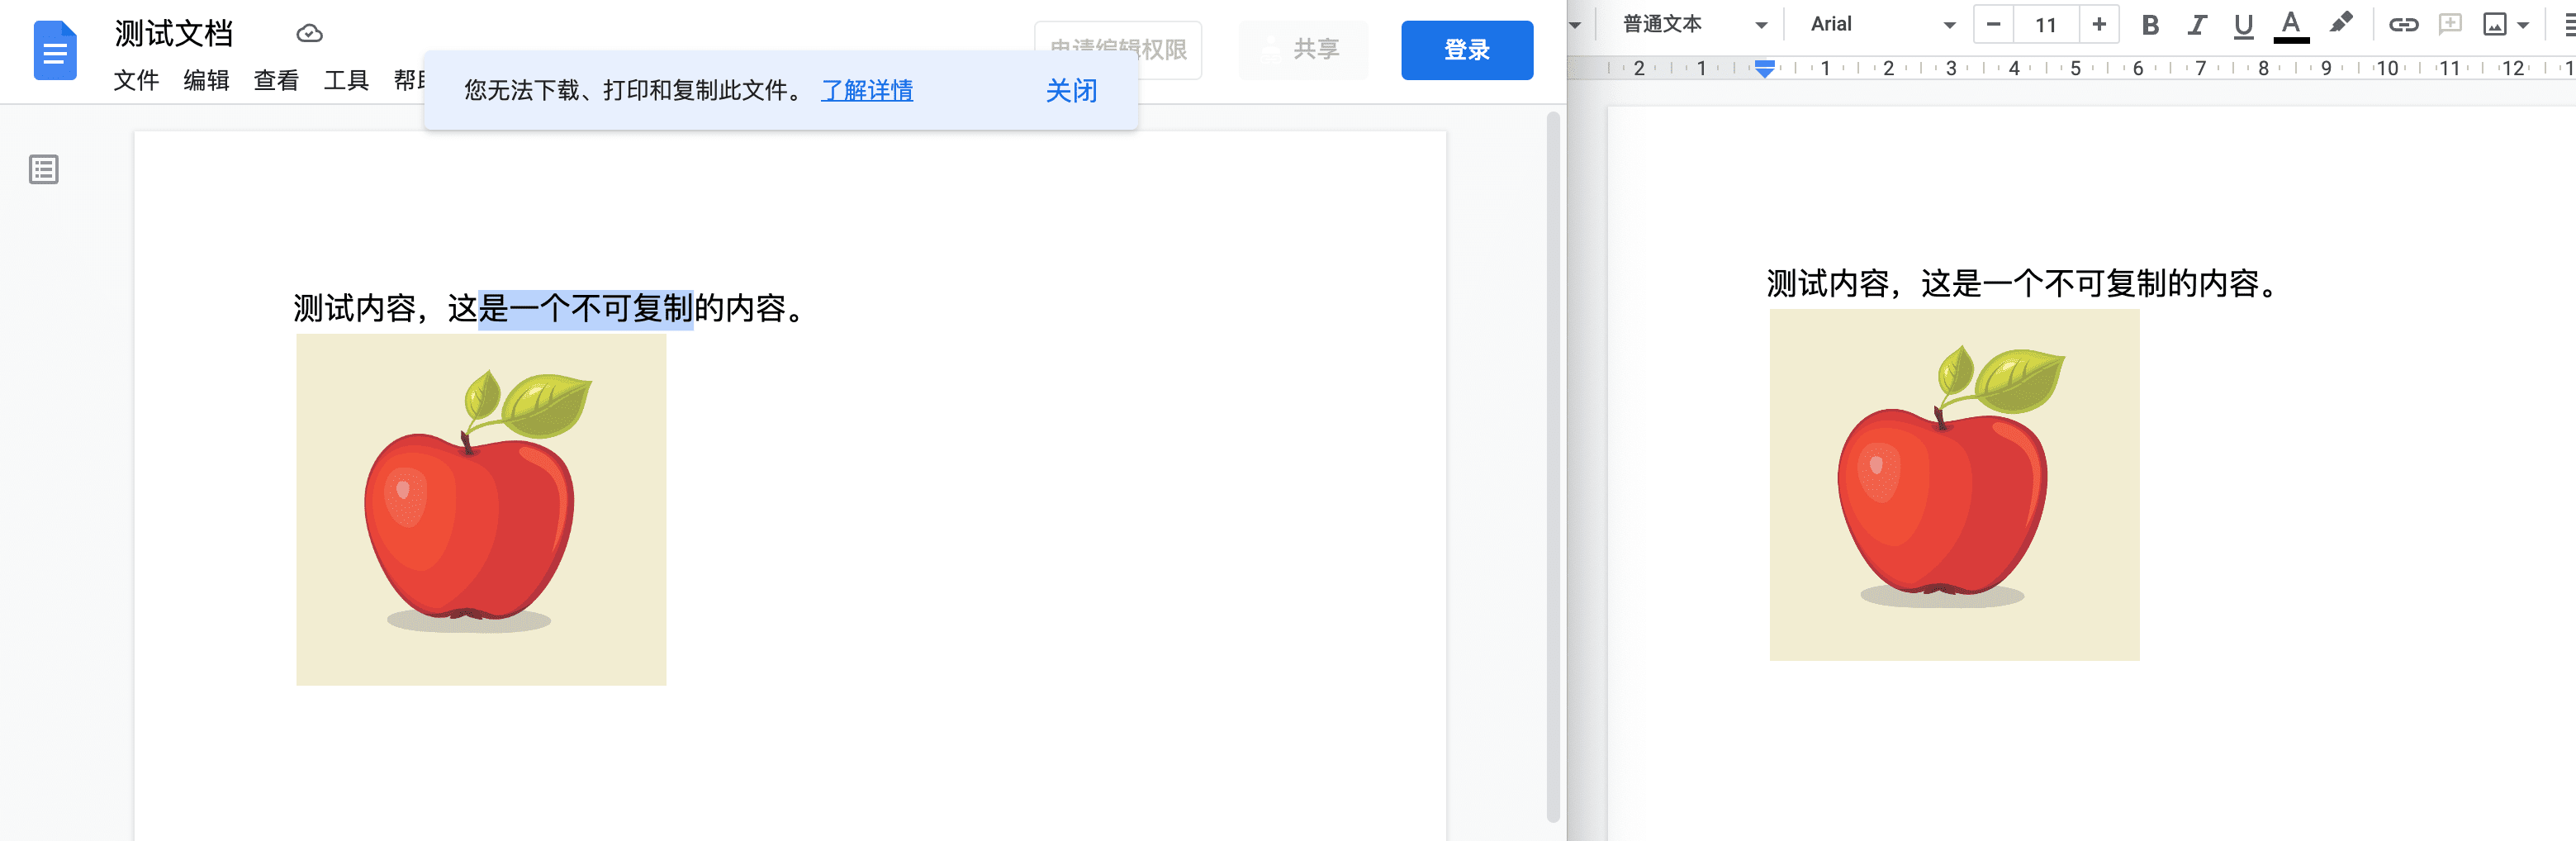 测试文档
申请编辑权限
共享
登录
文件 编辑 查看 工具
您无法下载、打印和复制此文件。 了解详情 关闭
测试内容，这是一个不可复制的内容。
普通文本 Arial 11 B I U A
2 1 1 2 3 4 5 6 7 8 9 10 11 12
测试内容，这是一个不可复制的内容。